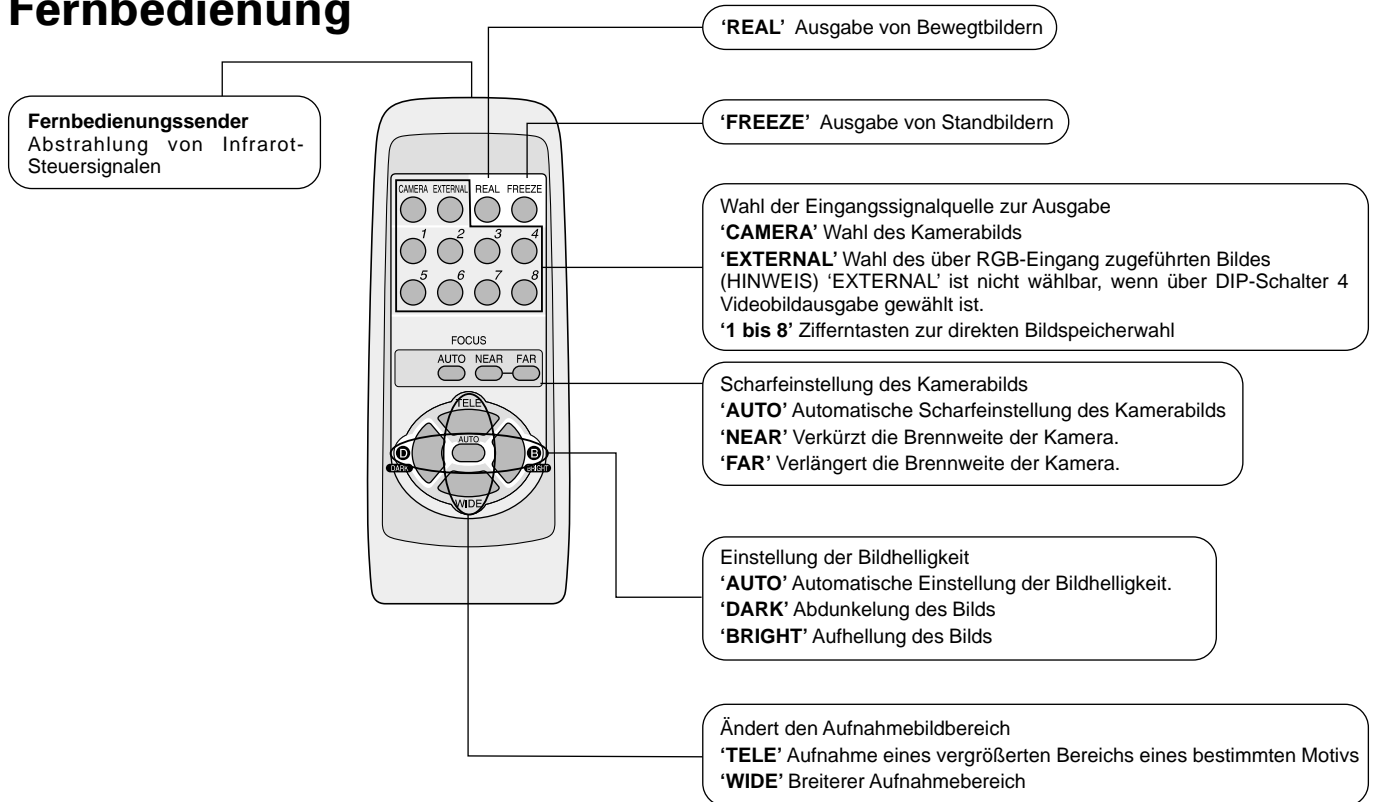 Fernbedienung
‘REAL’ Ausgabe von Bewegtbildern
Fernbedienungssender
Abstrahlung von Infrarot-
Steuersignalen
‘FREEZE’ Ausgabe von Standbildern
CAMERA EXTERNAL REAL FREEZE
1 2 3 4
5 6 7 8
FOCUS
AUTO NEAR FAR
TELE
AUTO
D B
DARK BRIGHT
WIDE
Wahl der Eingangssignalquelle zur Ausgabe
‘CAMERA’ Wahl des Kamerabilds
‘EXTERNAL’ Wahl des über RGB-Eingang zugeführten Bildes
(HINWEIS) ‘EXTERNAL’ ist nicht wählbar, wenn über DIP-Schalter 4
Videobildausgabe gewählt ist.
‘1 bis 8’ Zifferntasten zur direkten Bildspeicherwahl
Scharfeinstellung des Kamerabilds
‘AUTO’ Automatische Scharfeinstellung des Kamerabilds
‘NEAR’ Verkürzt die Brennweite der Kamera.
‘FAR’ Verlängert die Brennweite der Kamera.
Einstellung der Bildhelligkeit
‘AUTO’ Automatische Einstellung der Bildhelligkeit.
‘DARK’ Abdunkelung des Bilds
‘BRIGHT’ Aufhellung des Bilds
Ändert den Aufnahmebildbereich
‘TELE’ Aufnahme eines vergrößerten Bereichs eines bestimmten Motivs
‘WIDE’ Breiterer Aufnahmebereich